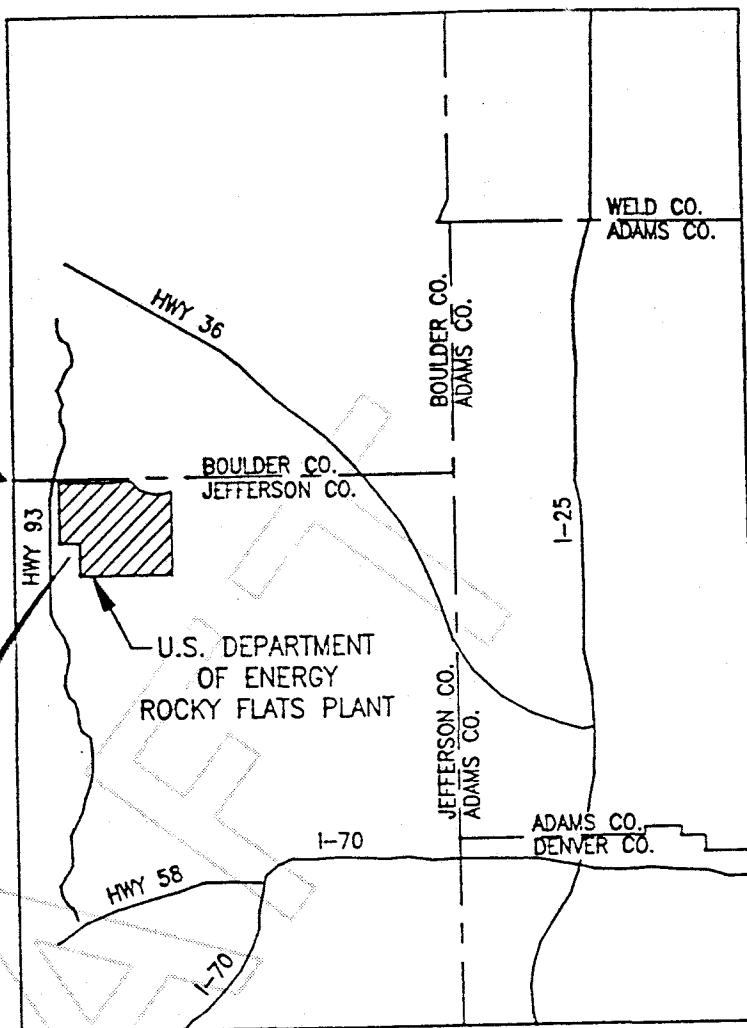 WELD CO.
ADAMS CO.
HWY 36
BOULDER CO.
ADAMS CO.
BOULDER CO.
JEFFERSON CO.
I-25
HWY 93
U.S. DEPARTMENT
OF ENERGY
ROCKY FLATS PLANT
JEFFERSON CO.
ADAMS CO.
ADAMS CO.
DENVER CO.
I-70
HWY 58
I-70